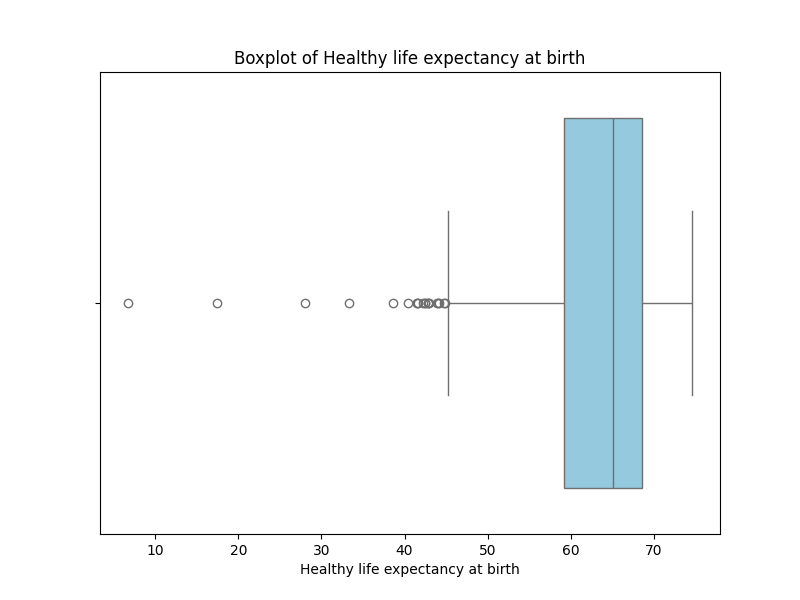 Boxplot of Healthy life expectancy at birth
10 20 30 40 50 60 70
Healthy life expectancy at birth